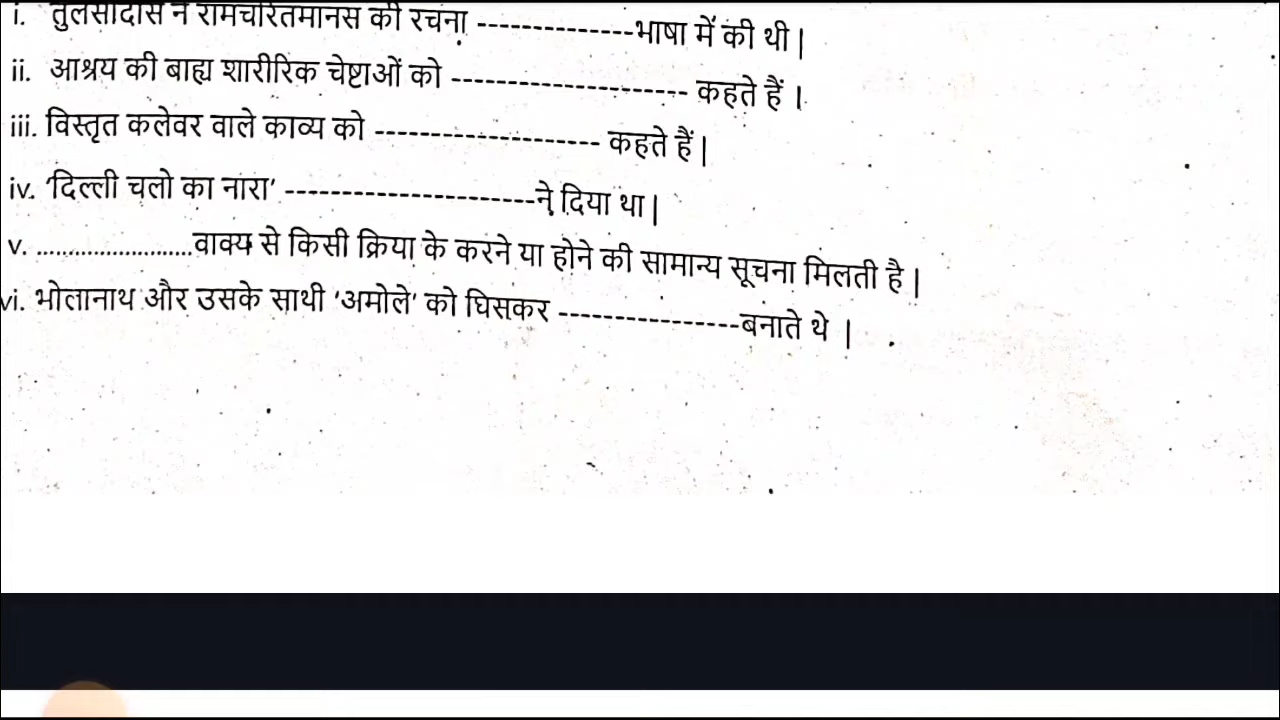 i. तुलसीदास ने रामचरितमानस की रचना --------------भाषा में की थी |
ii. आश्रय की बाह्य शारीरिक चेष्टाओं को --------------------- कहते हैं ।
iii. विस्तृत कलेवर वाले काव्य को -------------------- कहते हैं |
iv. 'दिल्ली चलो का नारा' ----------------------ने दिया था |
v. ........................वाक्य से किसी क्रिया के करने या होने की सामान्य सूचना मिलती है |
vi. भोलानाथ और उसके साथी 'अमोले' को घिसकर ----------------बनाते थे |